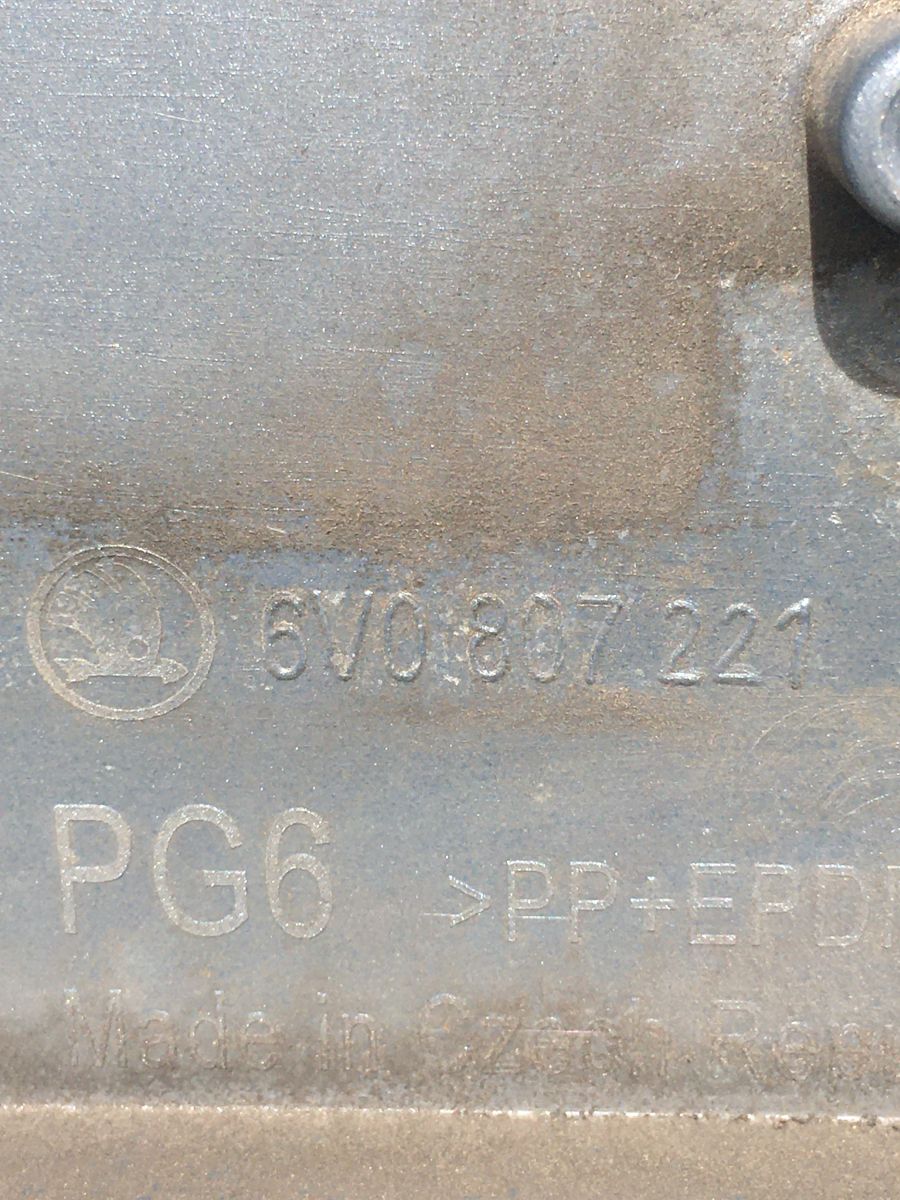 6V0 807 221
PG6 >PP+EPD
Made in Czech Rep